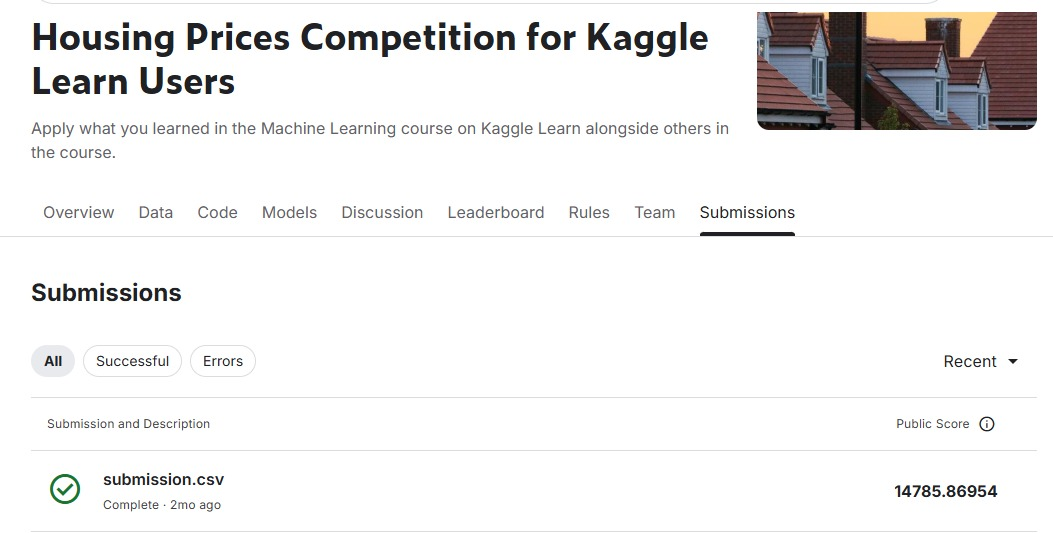 Housing Prices Competition for Kaggle
Learn Users
Apply what you learned in the Machine Learning course on Kaggle Learn alongside others in
the course.
Overview Data Code Models Discussion Leaderboard Rules Team Submissions
Submissions
All Successful Errors Recent
Submission and Description Public Score
submission.csv
Complete · 2mo ago
14785.86954